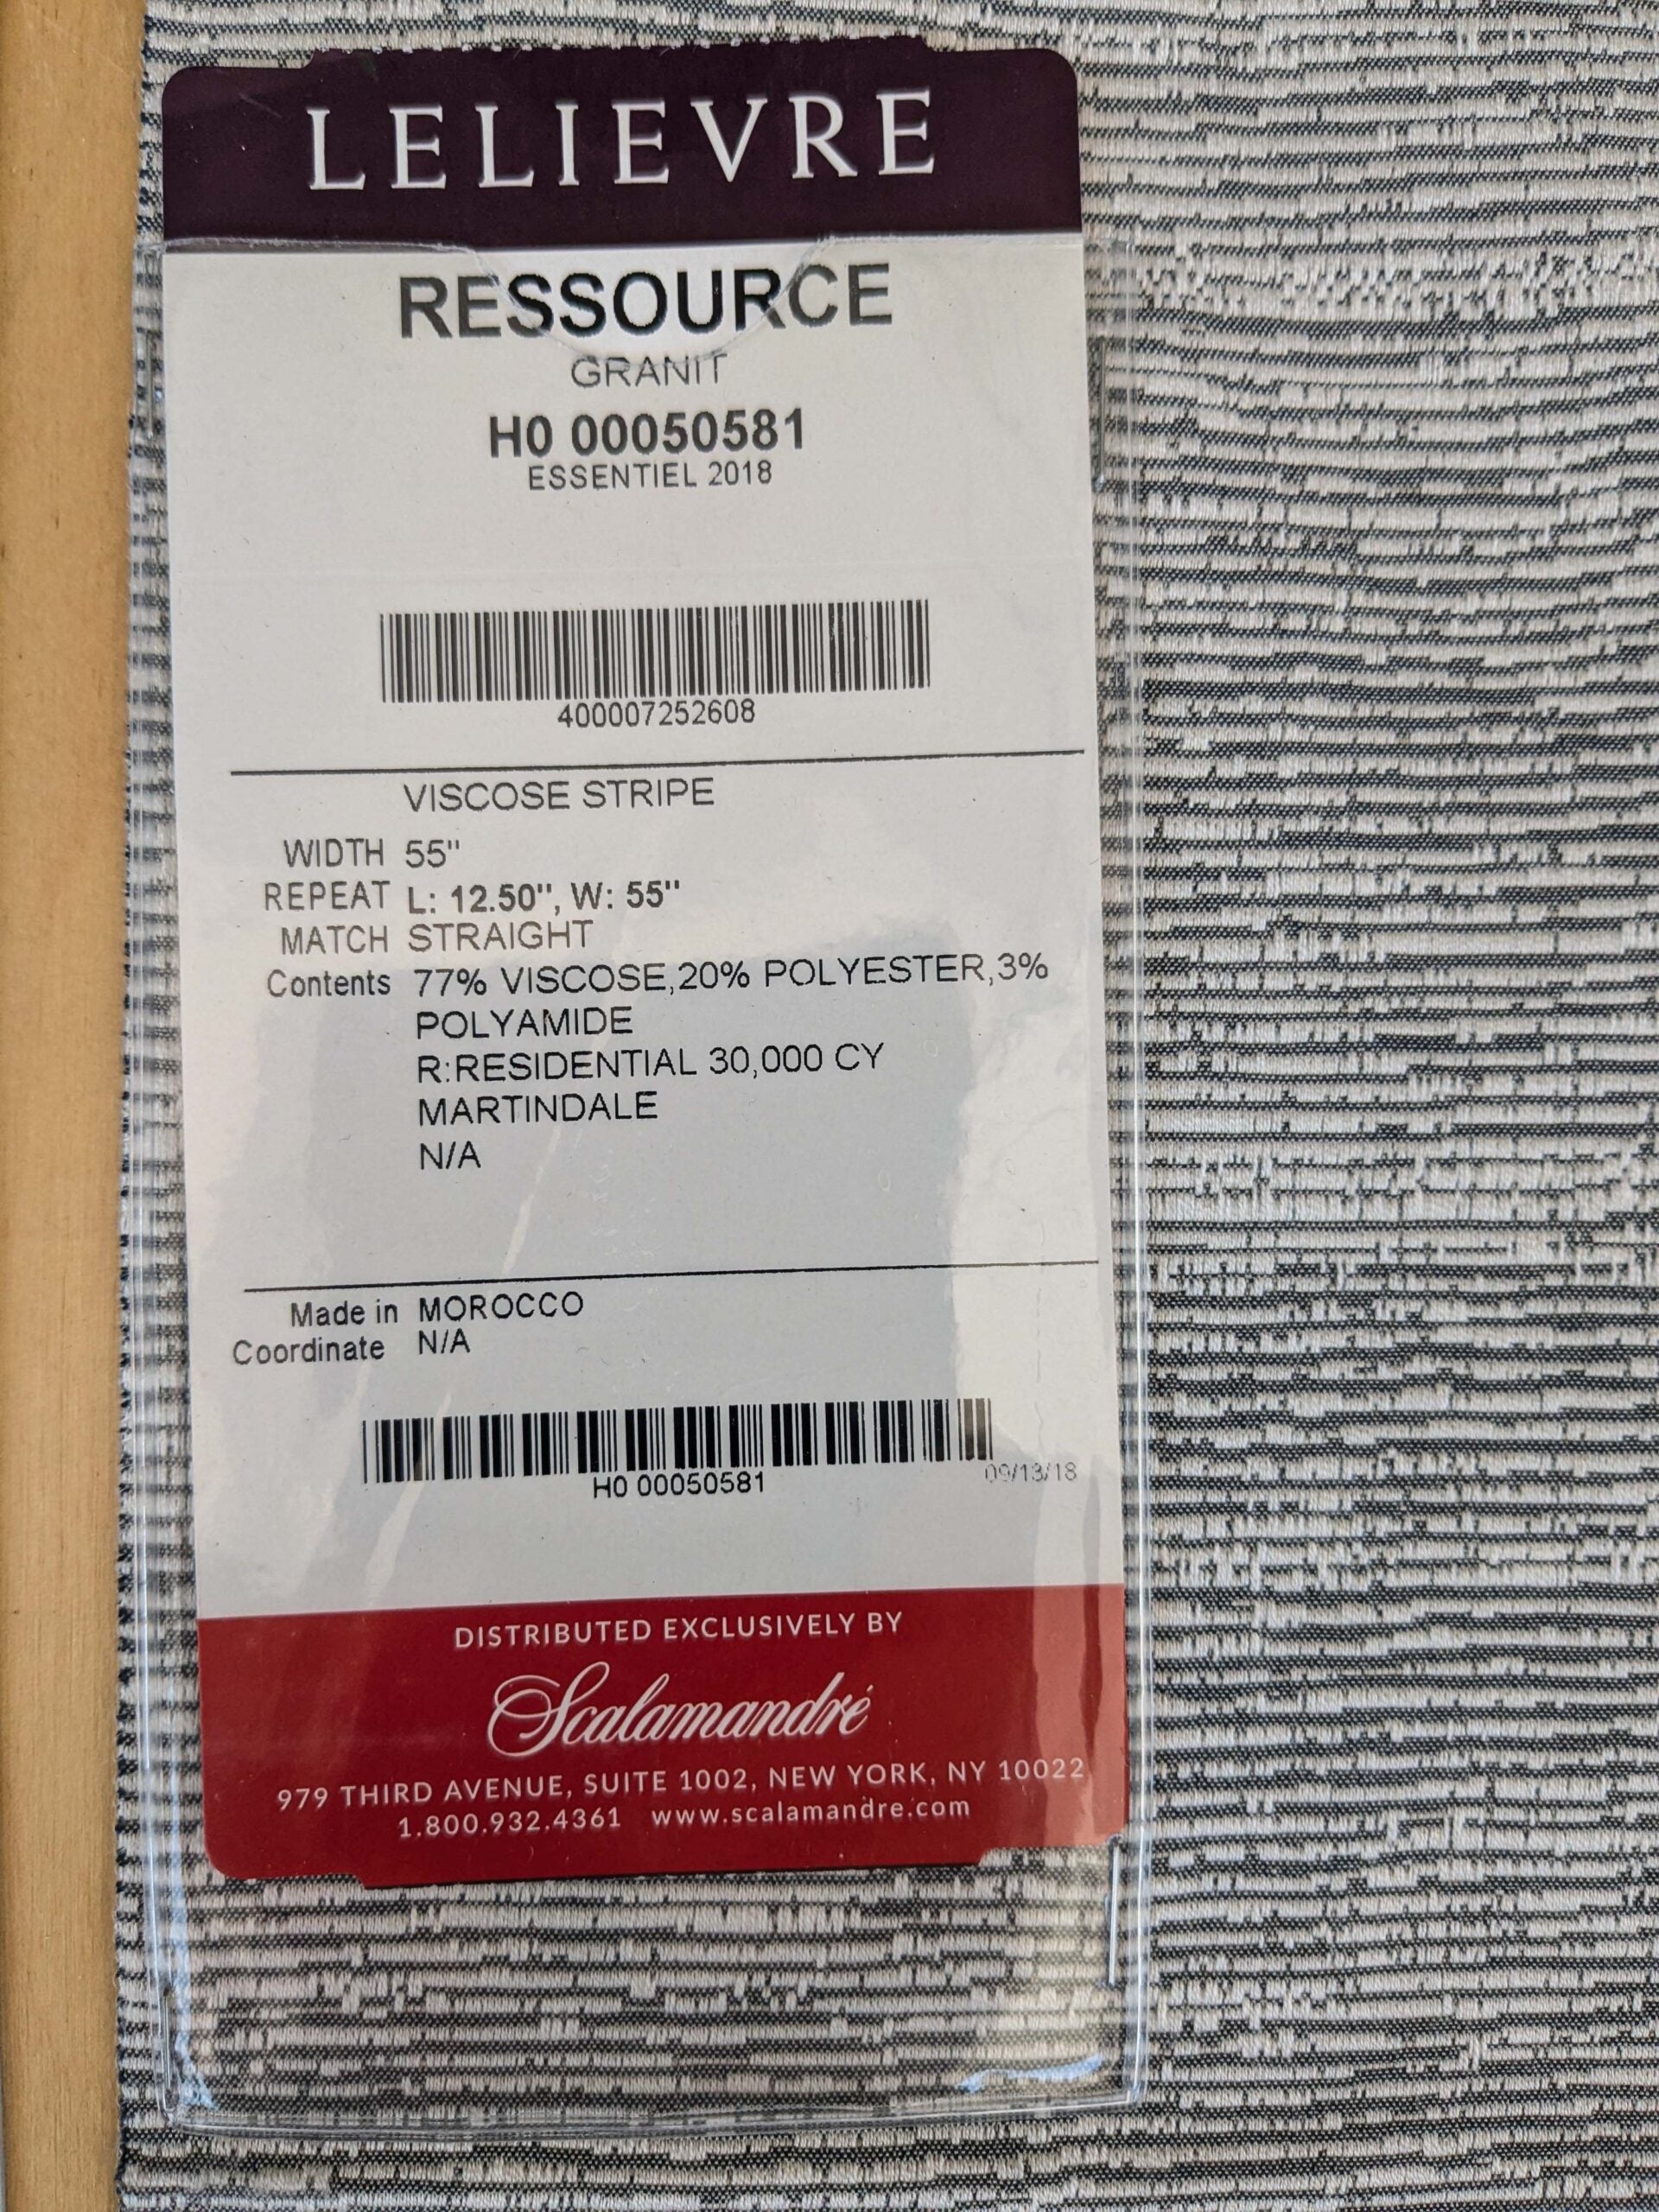 LELIEVRE
RESSOURCE
GRANIT
H0 00050581
ESSENTIEL 2018
400007252608
VISCOSE STRIPE
WIDTH 55"
REPEAT L: 12.50", W: 55"
MATCH STRAIGHT
Contents 77% VISCOSE,20% POLYESTER,3%
POLYAMIDE
R:RESIDENTIAL 30,000 CY
MARTINDALE
N/A
Made in MOROCCO
Coordinate N/A
H0 00050581
09/13/18
DISTRIBUTED EXCLUSIVELY BY
Scalamandré
979 THIRD AVENUE, SUITE 1002, NEW YORK, NY 10022
1.800.932.4361 www.scalamandre.com